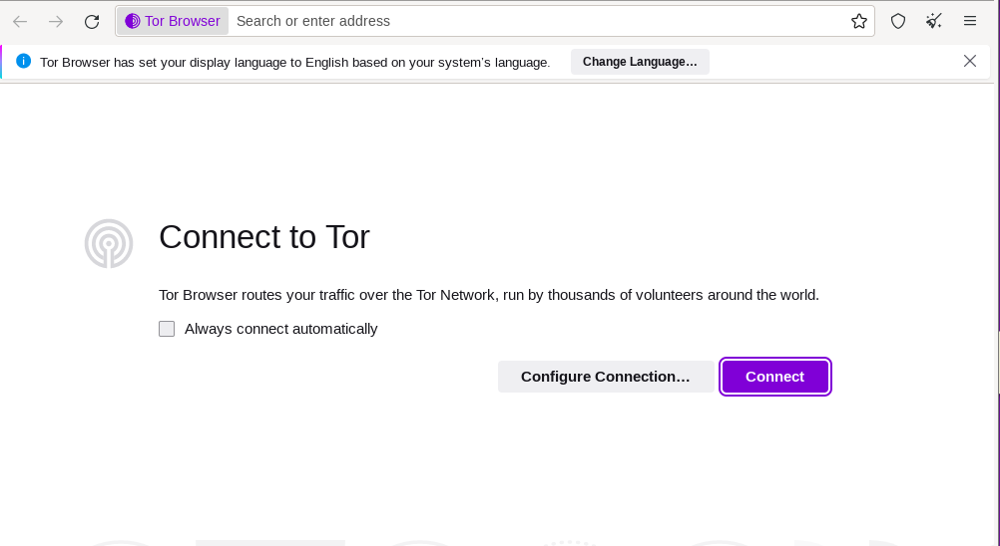 Tor Browser Search or enter address
Tor Browser has set your display language to English based on your system's language. Change Language...
Connect to Tor
Tor Browser routes your traffic over the Tor Network, run by thousands of volunteers around the world.
Always connect automatically
Configure Connection... Connect